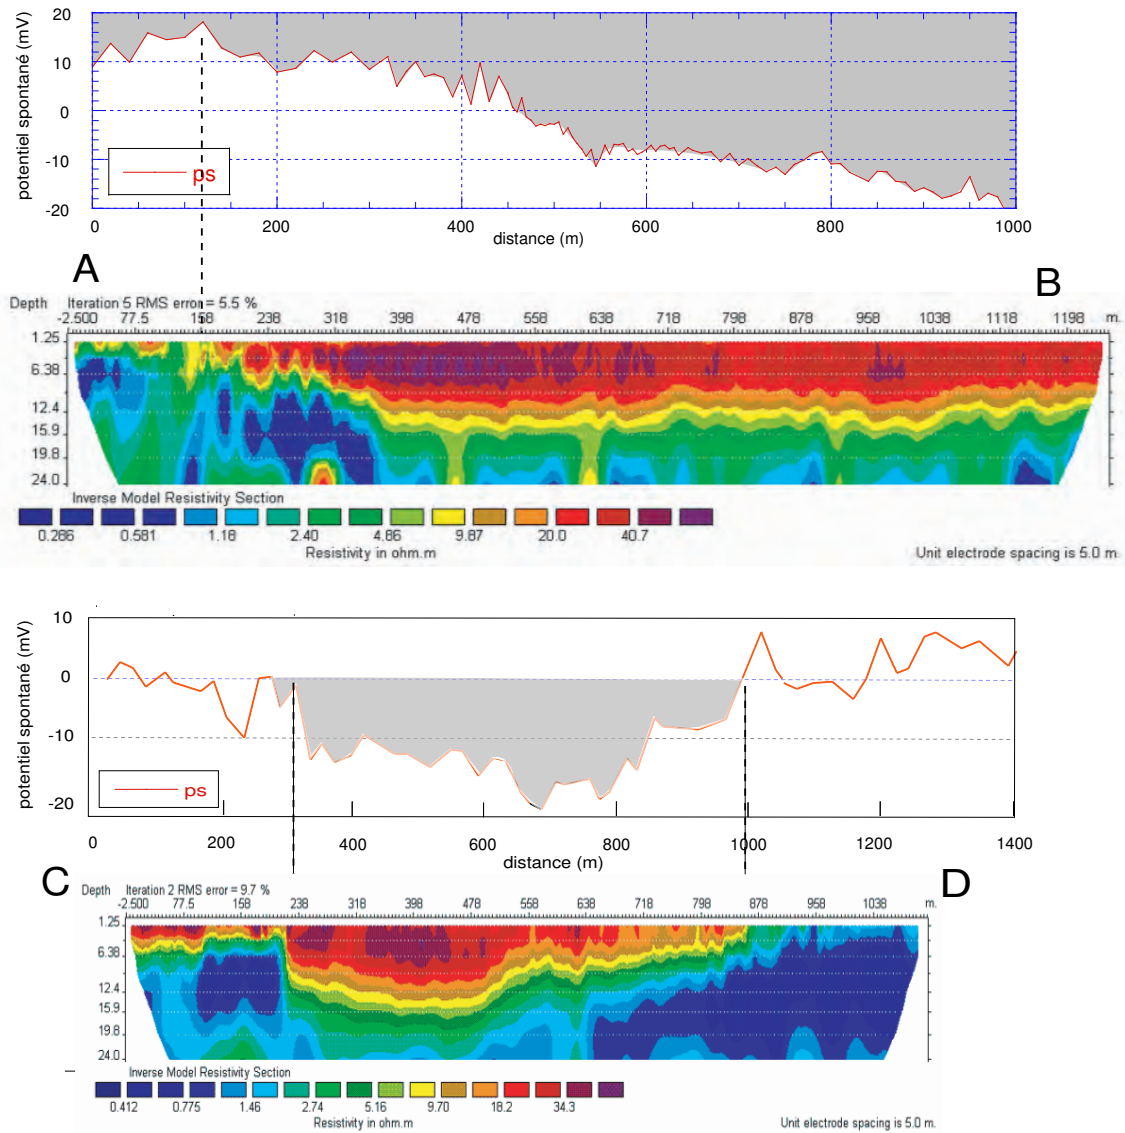 20
10
0
-10
-20
potentiel spontané (mV)
ps
0 200 400 600 800 1000
distance (m)
A
B
Depth Iteration 5 RMS error = 5.5 %
-2.500 77.5 158 238 318 398 478 558 638 718 798 878 958 1038 1118 1198 m.
1.25
6.38
12.4
15.9
19.8
24.0
Inverse Model Resistivity Section
0.266 0.581 1.16 2.40 4.86 9.87 20.0 40.7
Resistivity in ohm.m
Unit electrode spacing is 5.0 m.
10
0
-10
-20
potentiel spontané (mV)
ps
0 200 400 600 800 1000 1200 1400
distance (m)
C
D
Depth Iteration 2 RMS error = 9.7 %
-2.500 77.5 158 238 318 398 478 558 638 718 798 878 958 1038 m.
1.25
6.38
12.4
15.9
19.8
24.0
Inverse Model Resistivity Section
0.412 0.775 1.46 2.74 5.16 9.70 18.2 34.3
Resistivity in ohm.m
Unit electrode spacing is 5.0 m.